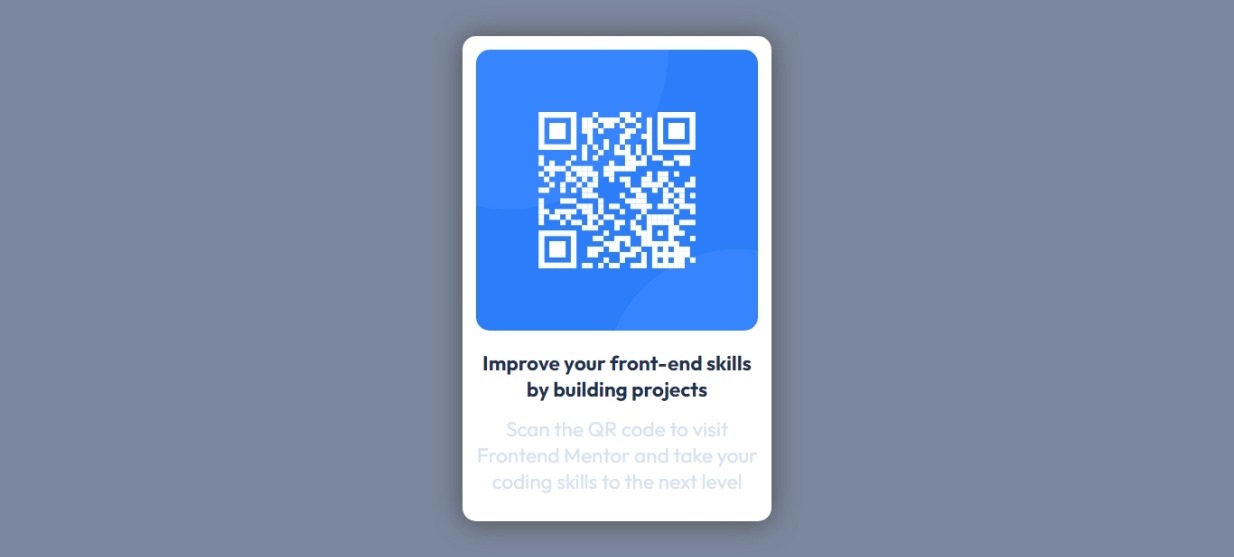 Improve your front-end skills
by building projects
Scan the QR code to visit
Frontend Mentor and take your
coding skills to the next level